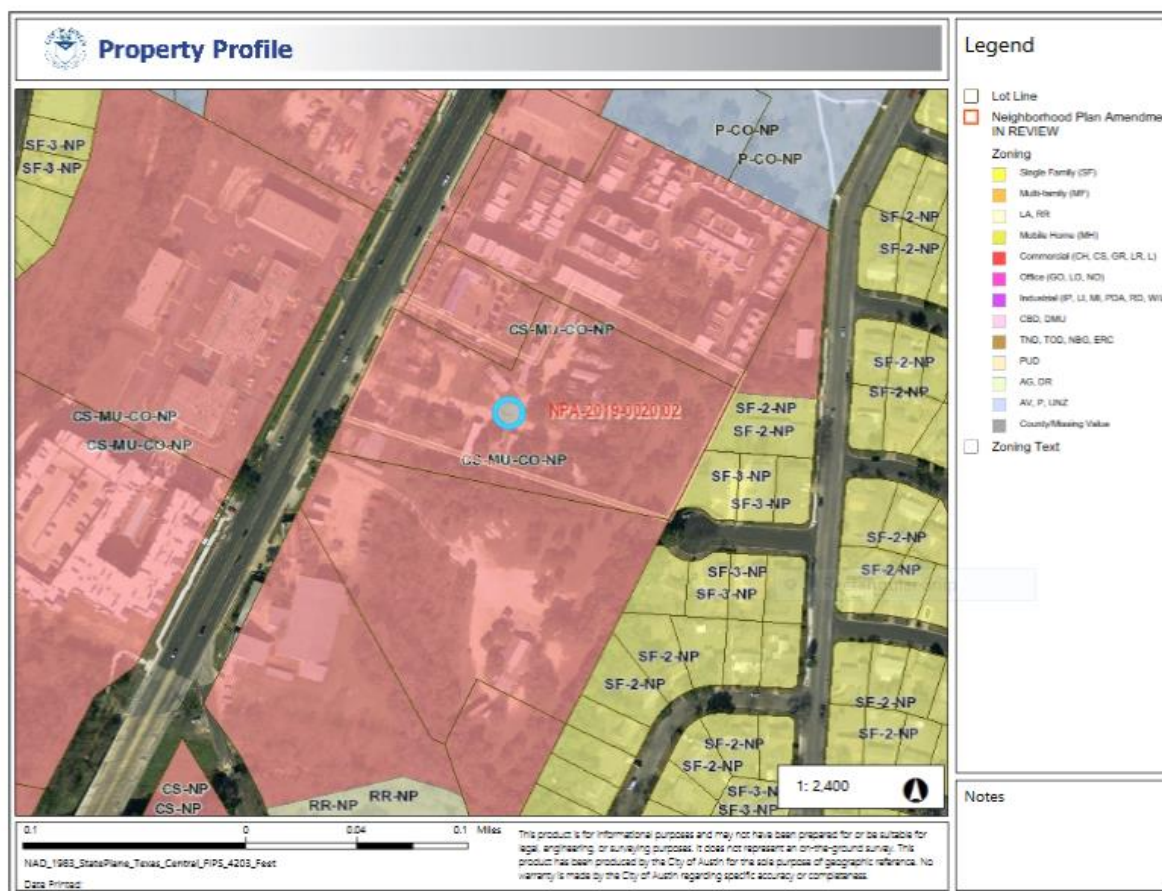 Property Profile
SF-3-NP
SF-3-NP
P-CO-NP
P-CO-NP
SF-2-NP
SF-2-NP
CS-MU-CO-NP
SF-2-NP
SF-2-NP
NPA-2019-0020.02
CS-MU-CO-NP
CS-MU-CO-NP
CS-MU-CO-NP
SF-2-NP
SF-2-NP
SF-3-NP
SF-3-NP
SF-2-NP
SF-2-NP
SF-3-NP
SF-3-NP
SF-2-NP
SF-2-NP
SF-2-NP
SF-2-NP
SF-2-NP
SF-2-NP
SF-3-N
SF-3-NP
CS-NP
CS-NP
RR-NP
RR-NP
1: 2,400
Legend
Lot Line
Neighborhood Plan Amendme
IN REVIEW
Zoning
Single Family (SF)
Multi-family (MF)
LA, RR
Mobile Home (MH)
Commercial (CH, CS, GR, LR, L)
Office (GO, LO, NO)
Industrial (IP, LI, MI, PDA, RD, W/L
CBD, DMU
TND, TOD, NBG, ERC
PUD
AG, DR
AV, P, UNZ
County/Missing Value
Zoning Text
Notes
0.1 0 0.04 0.1 Miles
NAD_1983_StatePlane_Texas_Central_FIPS_4203_Feet
Date Printed:
This product is for informational purposes and may not have been prepared for or be suitable for
legal, engineering, or surveying purposes. It does not represent an on-the-ground survey. This
product has been produced by the City of Austin for the sole purpose of geographic reference. No
warranty is made by the City of Austin regarding specific accuracy or completeness.